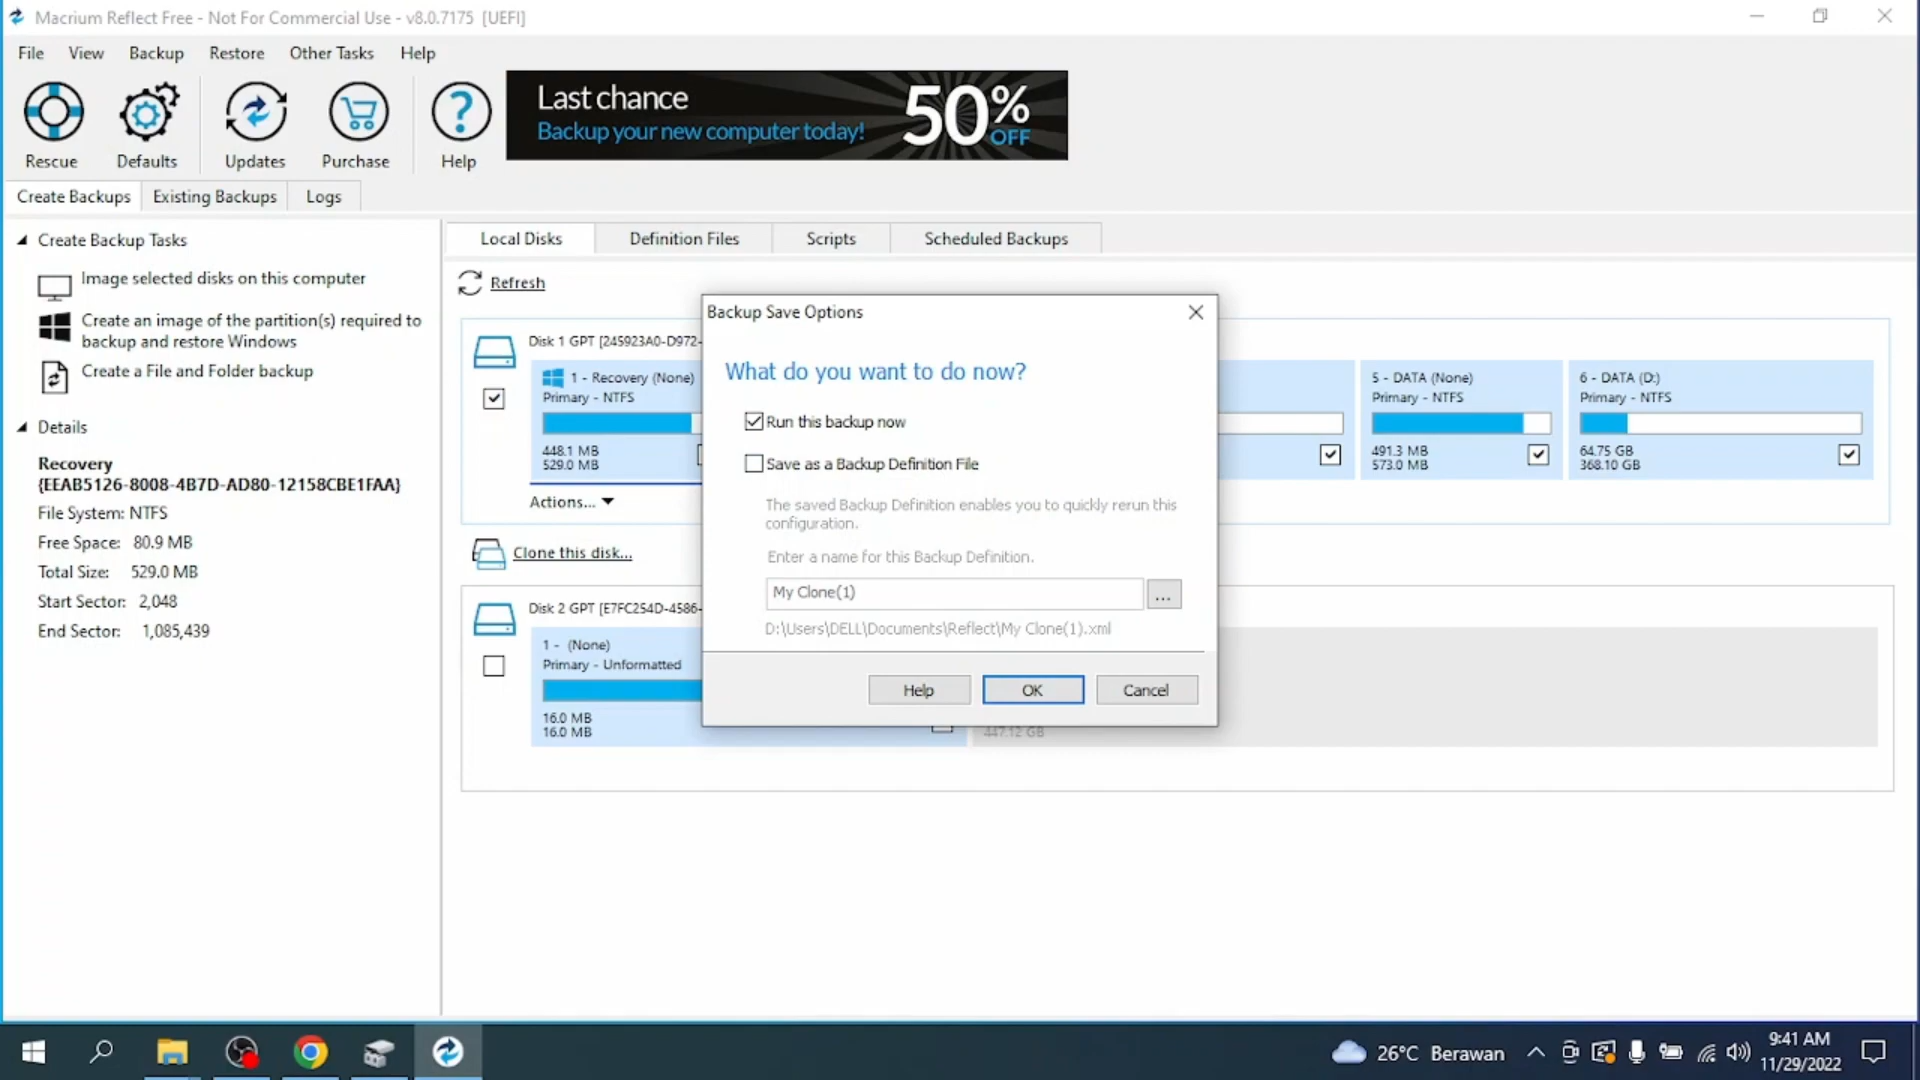 Macrium Reflect Free - Not For Commercial Use - v8.0.7175 [UEFI]
File View Backup Restore Other Tasks Help
Rescue Defaults Updates Purchase Help
Last chance
Backup your new computer today!
50% OFF
Create Backups Existing Backups Logs
Create Backup Tasks
Image selected disks on this computer
Create an image of the partition(s) required to
backup and restore Windows
Create a File and Folder backup
Details
Recovery
{EEAB5126-8008-4B7D-AD80-12158CBE1FAA}
File System: NTFS
Free Space: 80.9 MB
Total Size: 529.0 MB
Start Sector: 2,048
End Sector: 1,085,439
Local Disks Definition Files Scripts Scheduled Backups
Refresh
Disk 1 GPT [245923A0-D972-
1 - Recovery (None)
Primary - NTFS
448.1 MB
529.0 MB
5 - DATA (None)
Primary - NTFS
491.3 MB
573.0 MB
6 - DATA (D:)
Primary - NTFS
64.75 GB
368.10 GB
Actions...
Clone this disk...
Disk 2 GPT [E7FC254D-4586-
1 - (None)
Primary - Unformatted
16.0 MB
16.0 MB
447.12 GB
Backup Save Options
What do you want to do now?
Run this backup now
Save as a Backup Definition File
The saved Backup Definition enables you to quickly rerun this
configuration.
Enter a name for this Backup Definition.
My Clone(1)
...
D:\Users\DELL\Documents\Reflect\My Clone(1).xml
Help OK Cancel
26°C Berawan
9:41 AM
11/29/2022